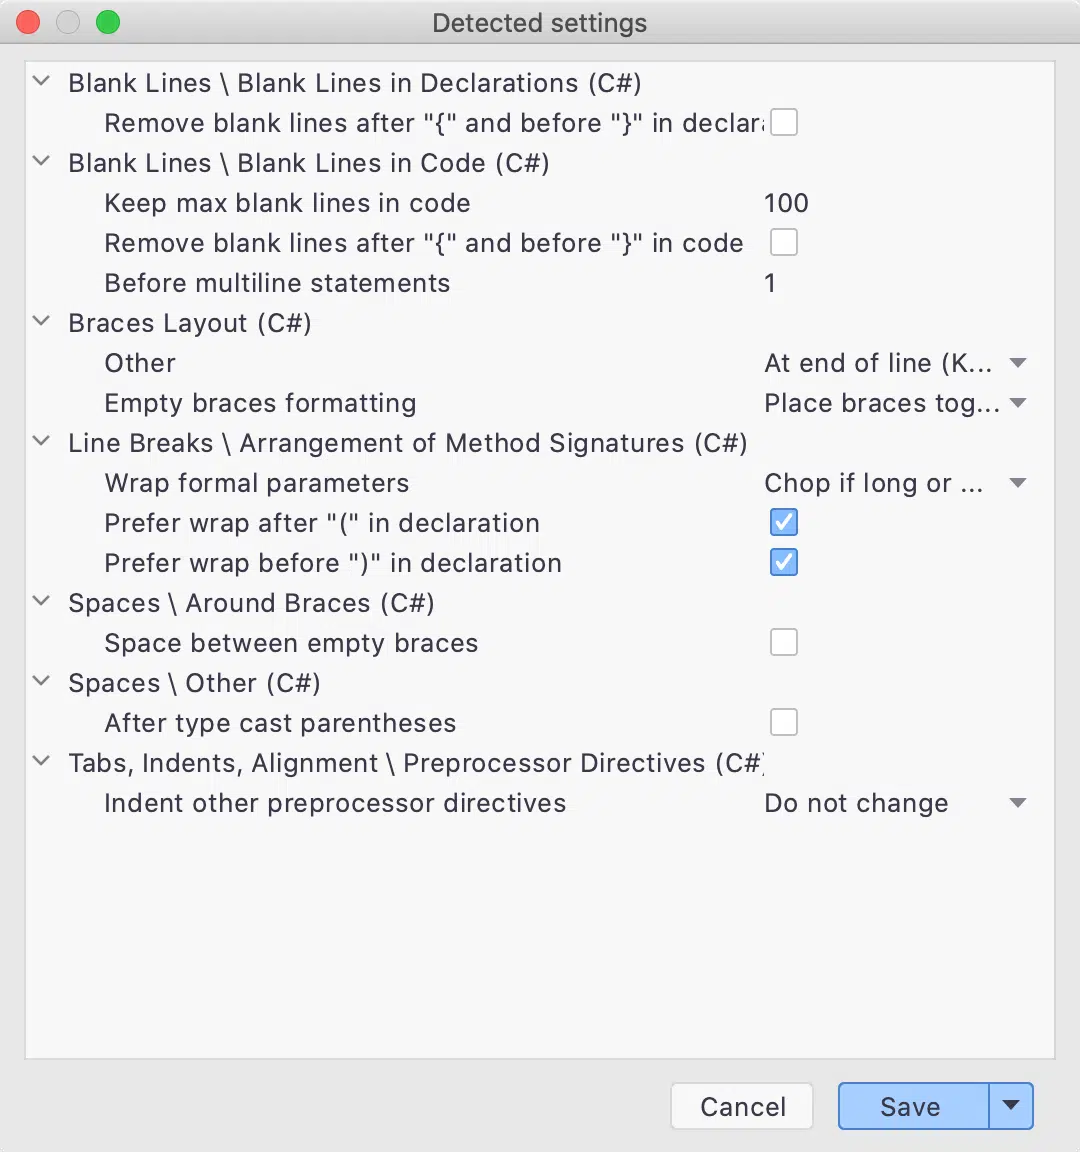 Detected settings
Blank Lines \ Blank Lines in Declarations (C#)
Remove blank lines after "{" and before "}" in declar
Blank Lines \ Blank Lines in Code (C#)
Keep max blank lines in code 100
Remove blank lines after "{" and before "}" in code
Before multiline statements 1
Braces Layout (C#)
Other At end of line (K...
Empty braces formatting Place braces tog...
Line Breaks \ Arrangement of Method Signatures (C#)
Wrap formal parameters Chop if long or ...
Prefer wrap after "(" in declaration
Prefer wrap before ")" in declaration
Spaces \ Around Braces (C#)
Space between empty braces
Spaces \ Other (C#)
After type cast parentheses
Tabs, Indents, Alignment \ Preprocessor Directives (C#)
Indent other preprocessor directives Do not change
Cancel Save